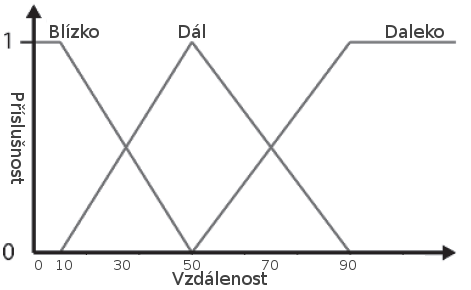 1
Blízko
Dál
Daleko
příslušnost
0
0 10 30 50 70 90
Vzdálenost